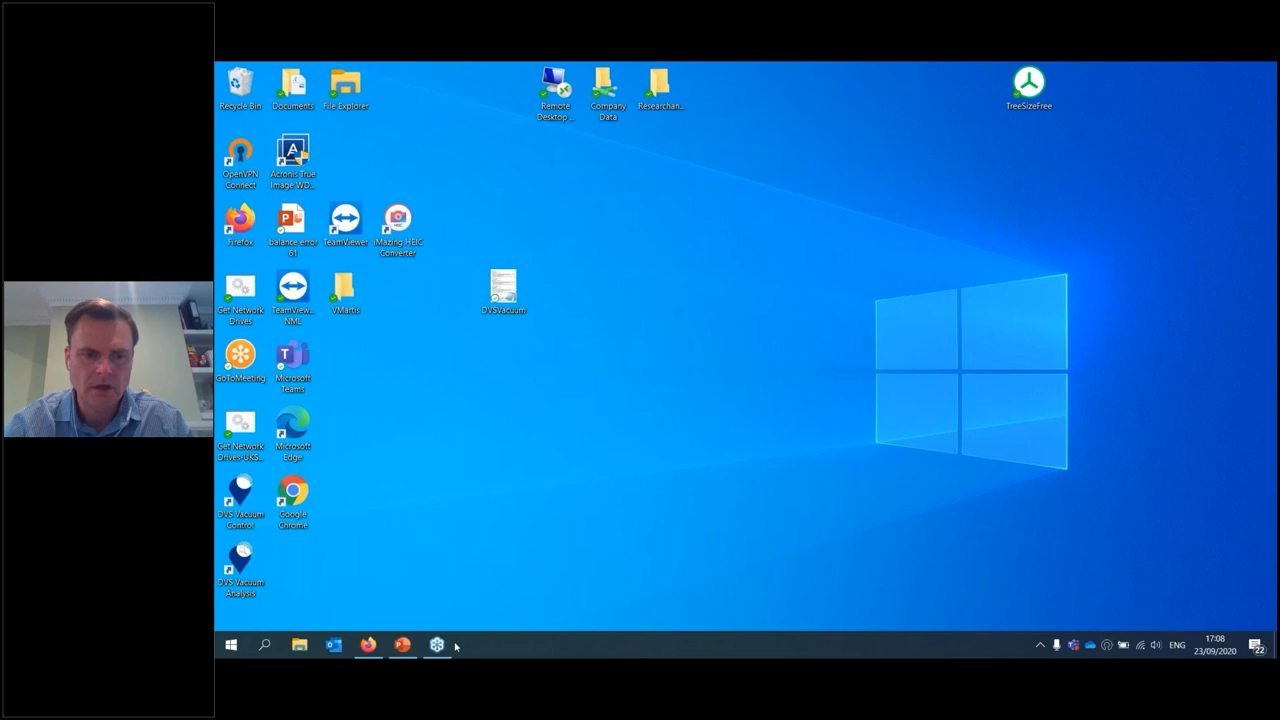 Recycle Bin
Documents
File Explorer
Remote
Desktop ...
Company
Data
Researchan...
TreeSizeFree
OpenVPN
Connect
Acronis True
Image WD...
Firefox
balance error
61
TeamViewer
iMazing HEIC
Converter
Get Network
Drives
TeamView...
NML
VMartis
DVSVacuum
GoToMeeting
Microsoft
Teams
Get Network
Drives-UKS...
Microsoft
Edge
DVS Vacuum
Control
Google
Chrome
DVS Vacuum
Analysis
ENG
17:08
23/09/2020
22